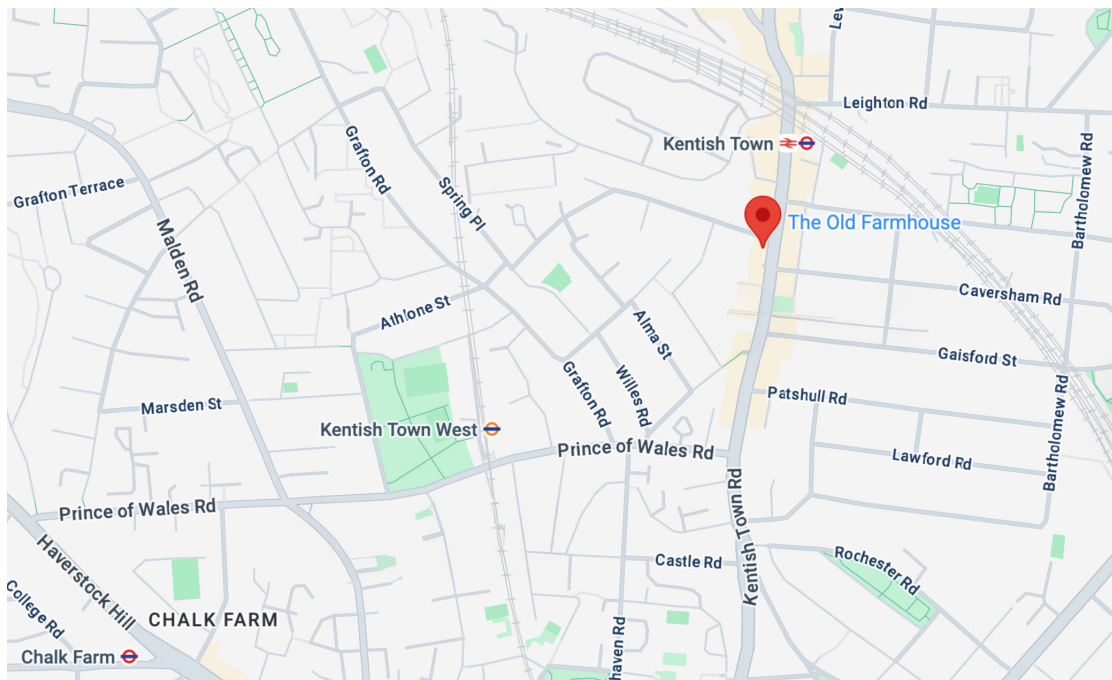 Lev
Leighton Rd
Kentish Town
Grafton Rd
Bartholomew Rd
Grafton Terrace
Spring Pl
The Old Farmhouse
Malden Rd
Caversham Rd
Athlone St
Alma St
Gaisford St
Grafton Rd
Willes Rd
Patshull Rd
Marsden St
Bartholomew Rd
Kentish Town West
Prince of Wales Rd
Lawford Rd
Prince of Wales Rd
Kentish Town Rd
Haverstock Hill
Castle Rd
Rochester Rd
College Rd
CHALK FARM
haven Rd
Chalk Farm